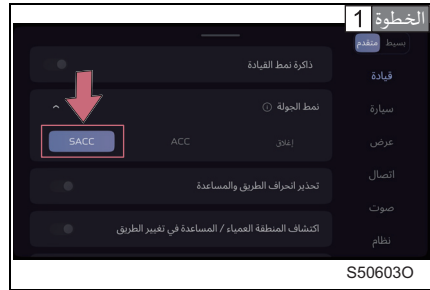 الخطوة 1
بسيط
متقدم
ذاكرة نمط القيادة
قيادة
نمط الجولة
سيارة
إغلاق
ACC
SACC
عرض
اتصال
تحذير انحراف الطريق والمساعدة
صوت
اكتشاف المنطقة العمياء / المساعدة في تغيير الطريق
نظام
S50603O